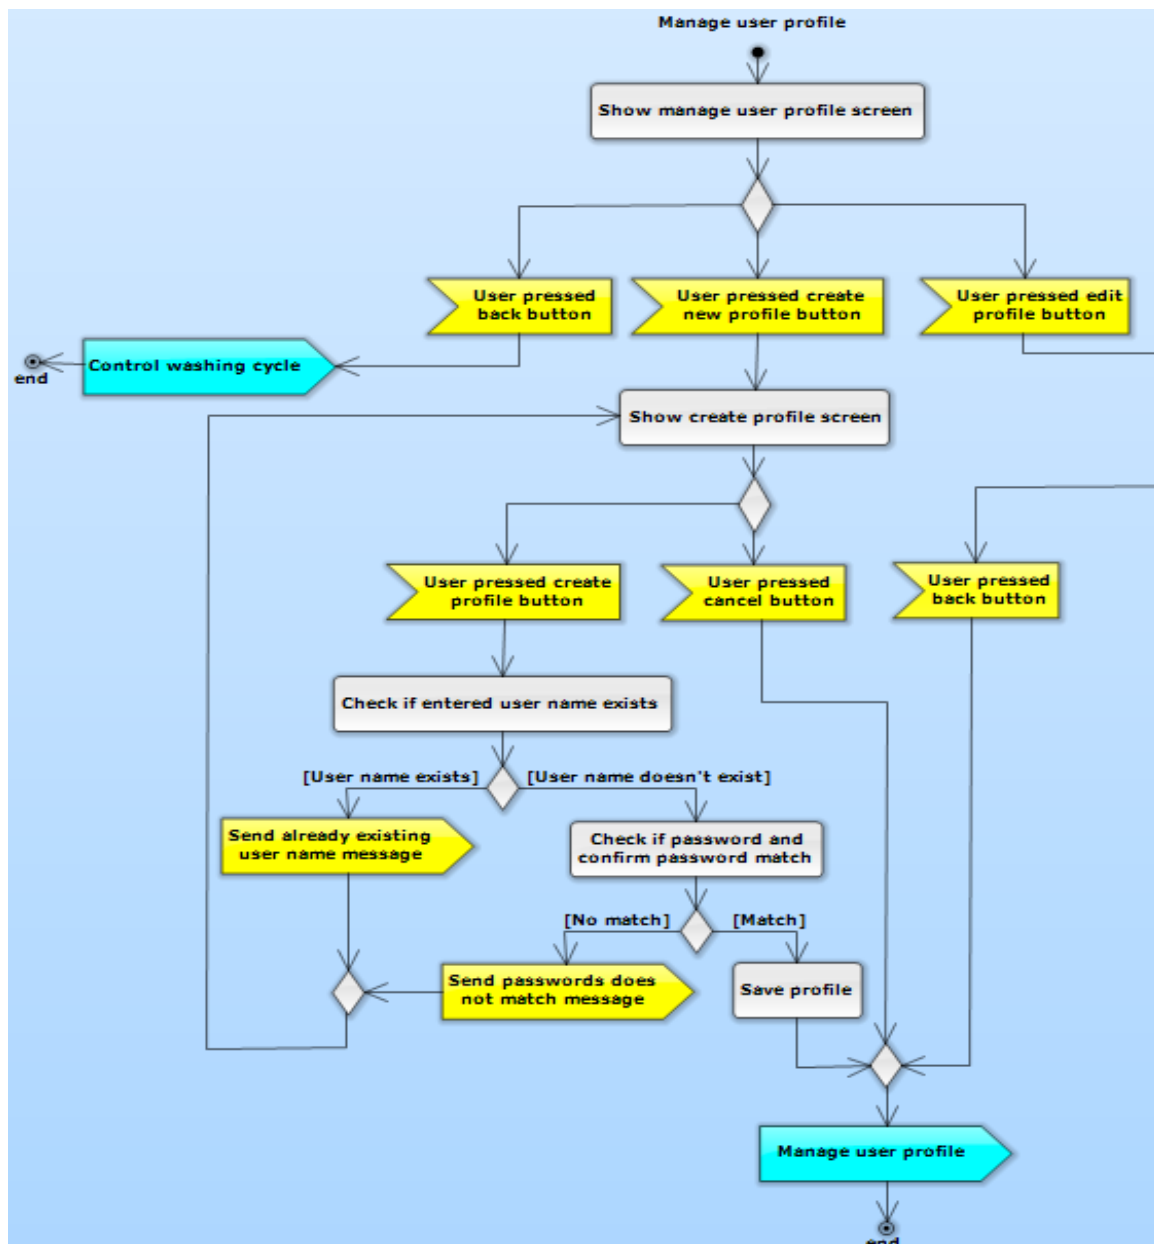 Manage user profile
Show manage user profile screen
User pressed
back button
User pressed create
new profile button
User pressed edit
profile button
Control washing cycle
end
Show create profile screen
User pressed create
profile button
User pressed
cancel button
User pressed
back button
Check if entered user name exists
[User name exists]
[User name doesn't exist]
Send already existing
user name message
Check if password and
confirm password match
[No match]
[Match]
Send passwords does
not match message
Save profile
Manage user profile
end